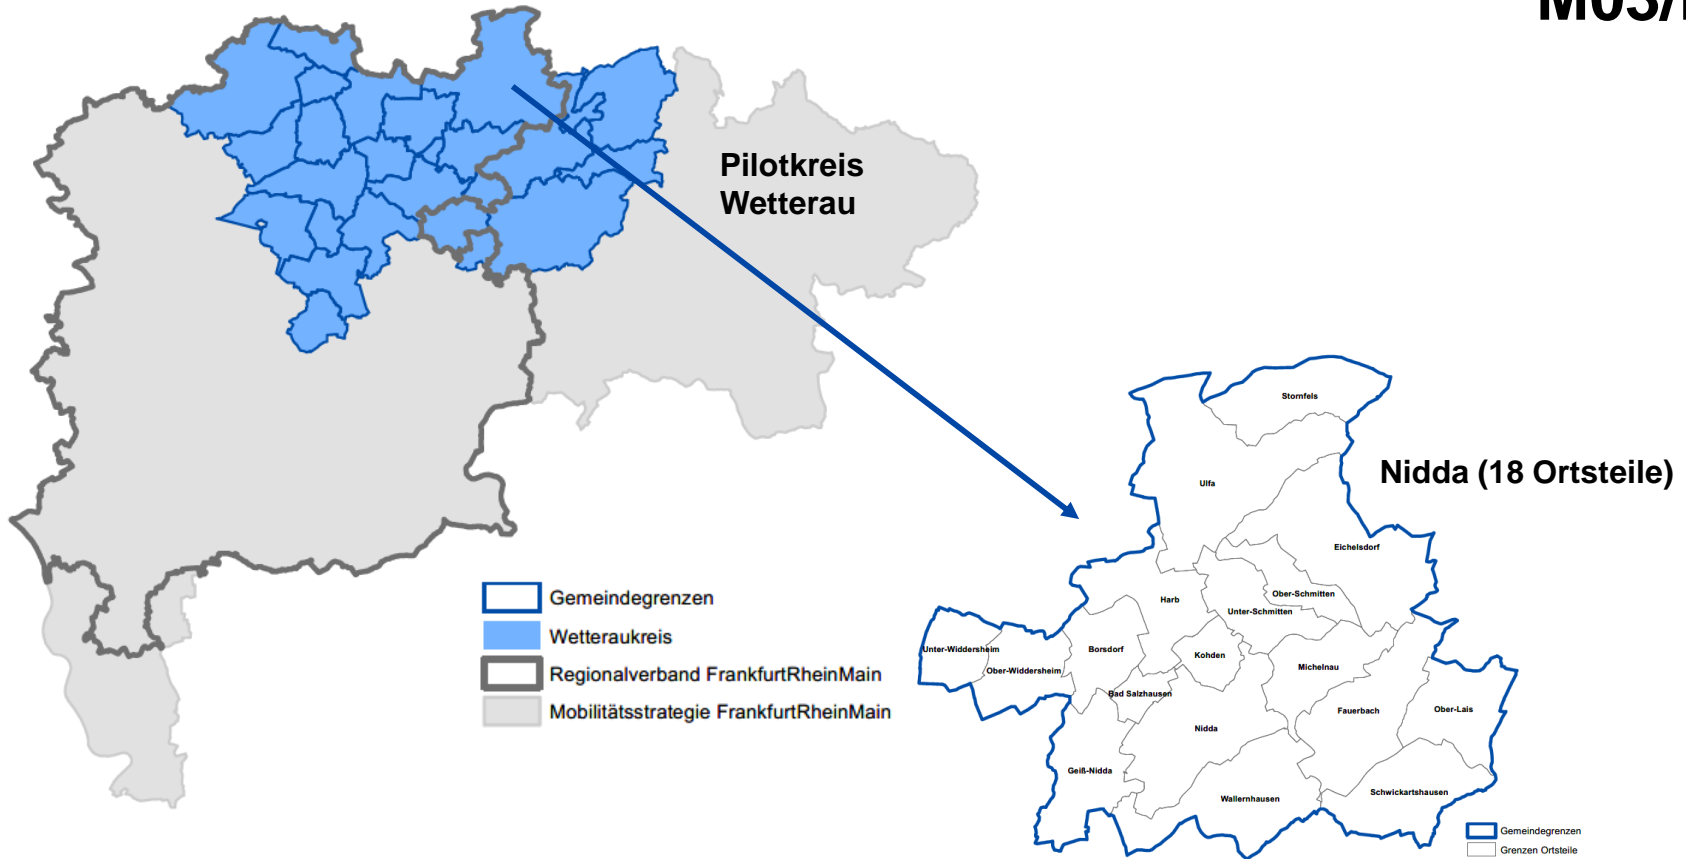 M03/
Pilotkreis
Wetterau
Nidda (18 Ortsteile)
Gemeindegrenzen
Wetteraukreis
Regionalverband FrankfurtRheinMain
Mobilitätsstrategie FrankfurtRheinMain
Stornfels
Ulfa
Eichelsdorf
Ober-Schmitten
Harb
Unter-Schmitten
Unter-Widdersheim
Borsdorf
Kohden
Ober-Widdersheim
Michelnau
Bad Salzhausen
Fauerbach
Ober-Lais
Nidda
Geiß-Nidda
Wallernhausen
Schwickartshausen
Gemeindegrenzen
Grenzen Ortsteile